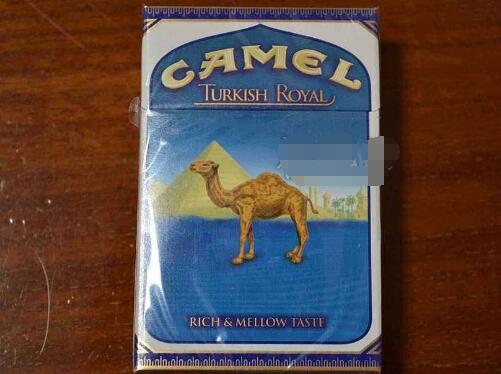 CAMEL
TURKISH ROYAL
RICH & MELLOW TASTE